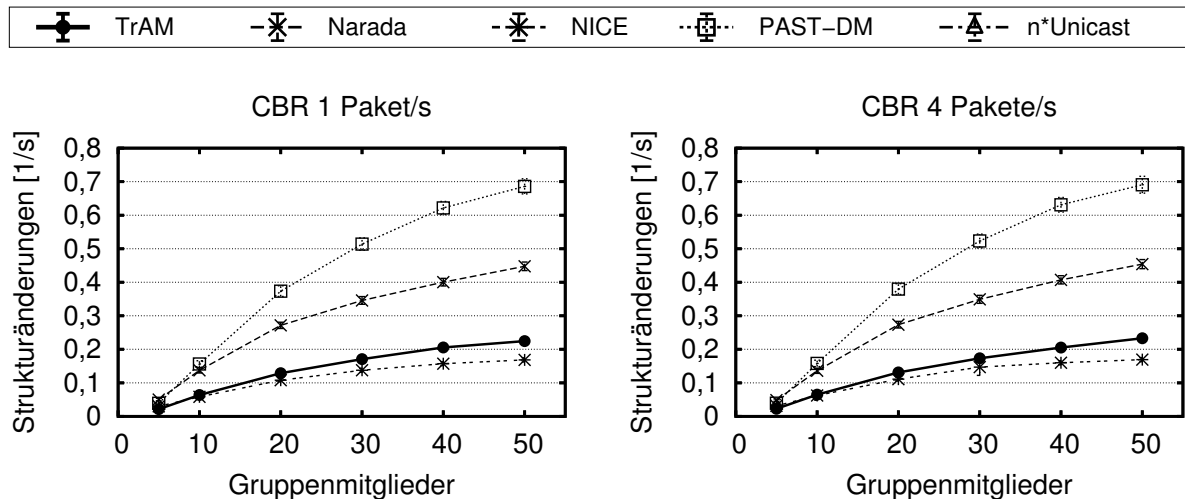 TrAM Narada NICE PAST-DM n*Unicast
CBR 1 Paket/s
Strukturänderungen [1/s]
0,8
0,7
0,6
0,5
0,4
0,3
0,2
0,1
0
0 10 20 30 40 50
Gruppenmitglieder
CBR 4 Pakete/s
Strukturänderungen [1/s]
0,8
0,7
0,6
0,5
0,4
0,3
0,2
0,1
0
0 10 20 30 40 50
Gruppenmitglieder